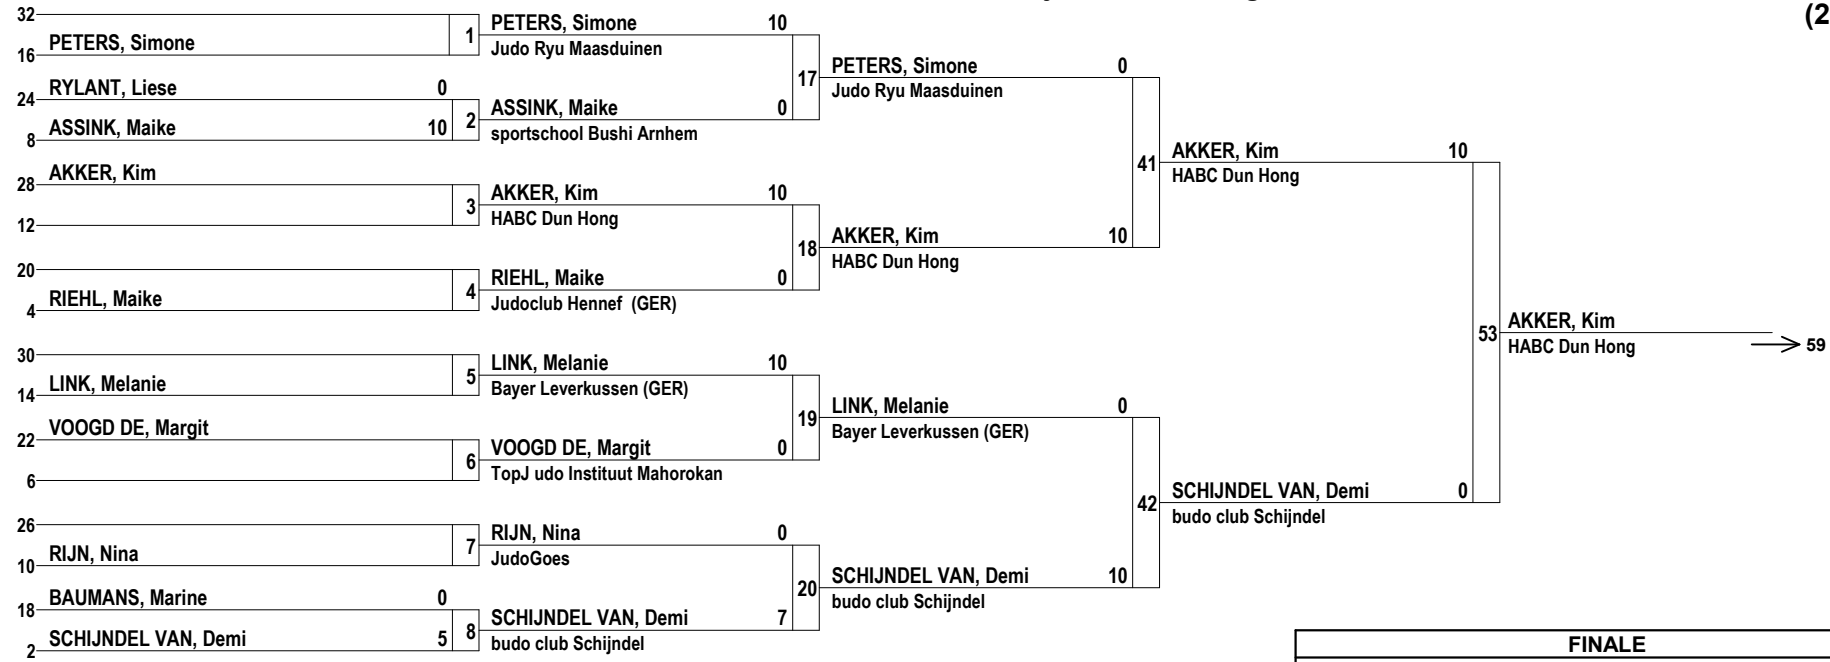 (2
32
PETERS, Simone
16
1
RYLANT, Liese 0
24
ASSINK, Maike 10
8
2
AKKER, Kim
28
12
3
20
RIEHL, Maike
4
4
30
LINK, Melanie
14
5
VOOGD DE, Margit
22
6
6
26
RIJN, Nina
10
7
BAUMANS, Marine 0
18
SCHIJNDEL VAN, Demi 5
2
8
PETERS, Simone 10
Judo Ryu Maasduinen
ASSINK, Maike 0
sportschool Bushi Arnhem
17
AKKER, Kim 10
HABC Dun Hong
RIEHL, Maike 0
Judoclub Hennef (GER)
18
LINK, Melanie 10
Bayer Leverkussen (GER)
VOOGD DE, Margit 0
TopJ udo Instituut Mahorokan
19
RIJN, Nina 0
JudoGoes
SCHIJNDEL VAN, Demi 7
budo club Schijndel
20
PETERS, Simone 0
Judo Ryu Maasduinen
AKKER, Kim 10
HABC Dun Hong
41
LINK, Melanie 0
Bayer Leverkussen (GER)
SCHIJNDEL VAN, Demi 10
budo club Schijndel
42
AKKER, Kim 10
HABC Dun Hong
SCHIJNDEL VAN, Demi 0
budo club Schijndel
53
AKKER, Kim
HABC Dun Hong
59
FINALE